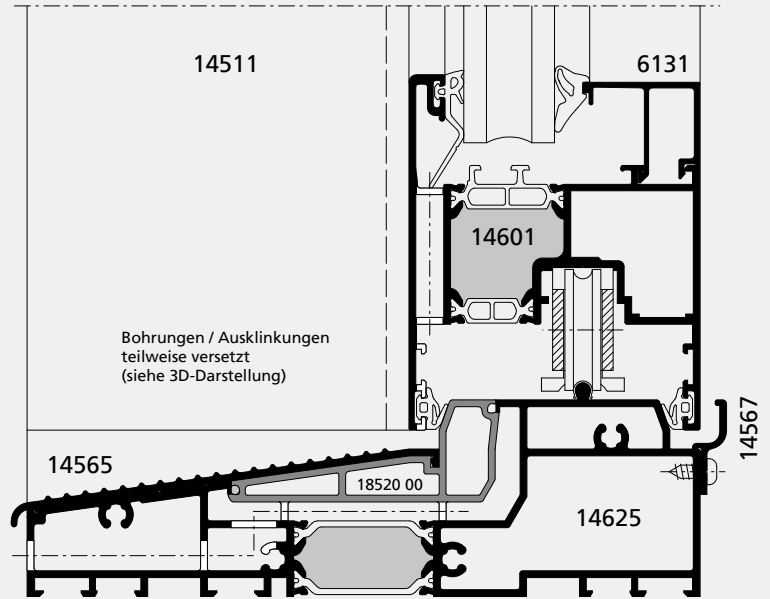 14511
6131
14601
Bohrungen / Ausklinkungen
teilweise versetzt
(siehe 3D-Darstellung)
14567
14565
18520 00
14625